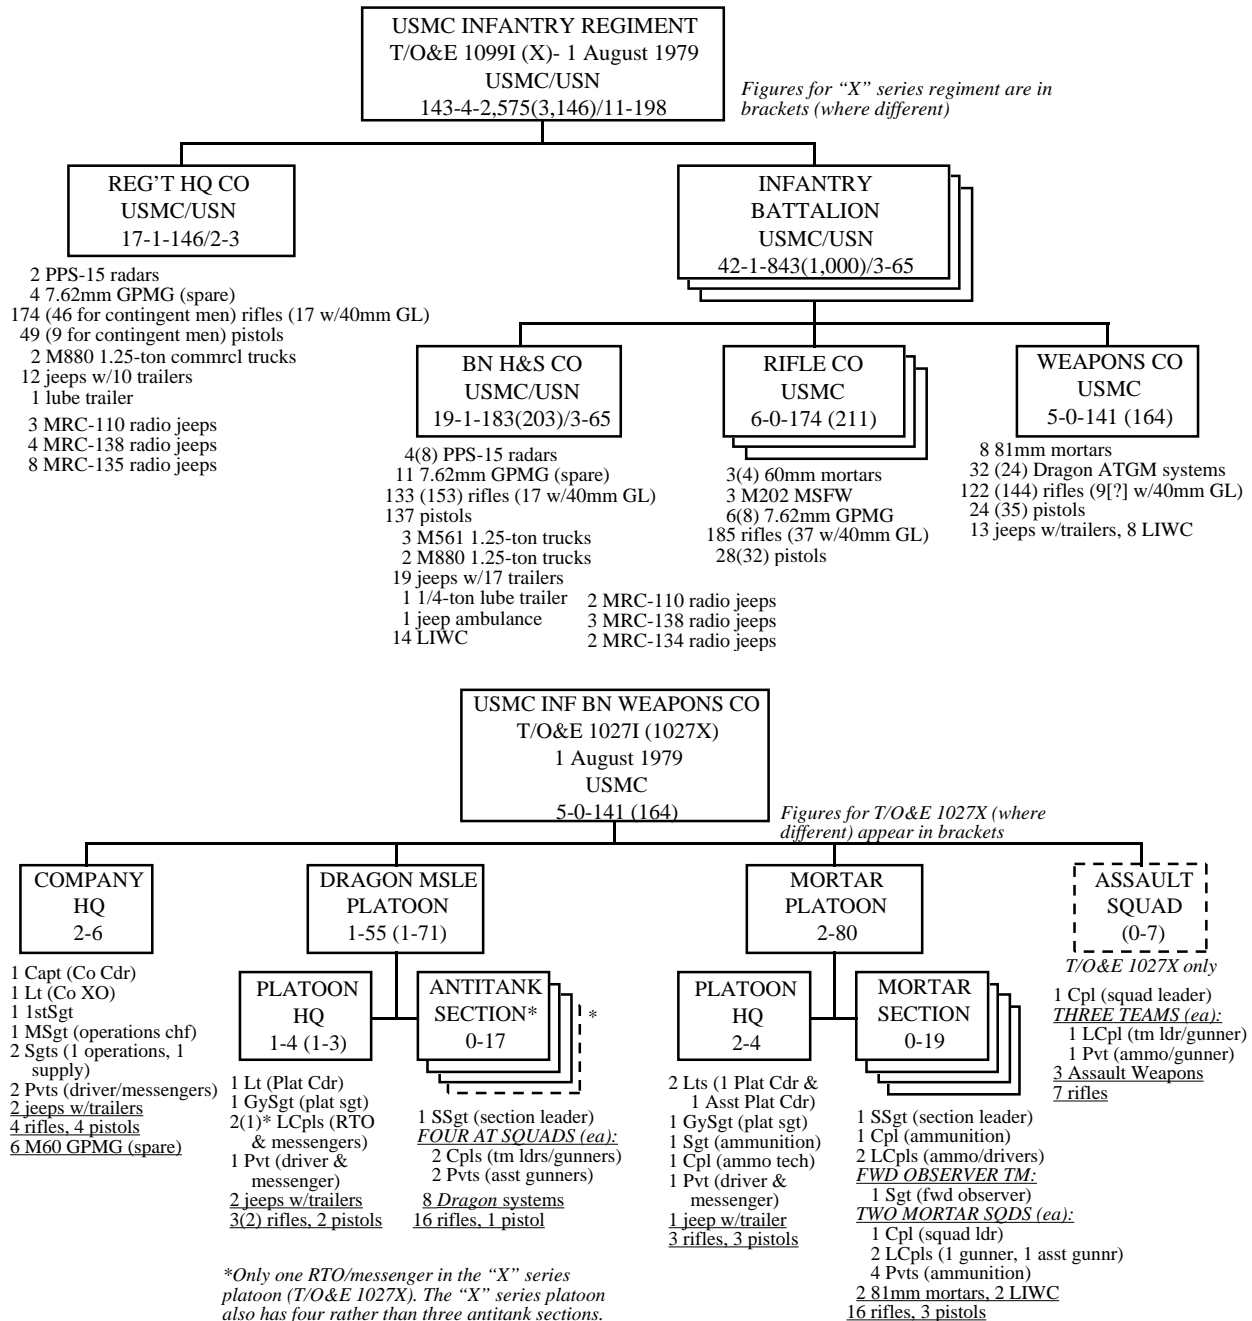 USMC INFANTRY REGIMENT
T/O&E 1099I (X)- 1 August 1979
USMC/USN
143-4-2,575(3,146)/11-198
Figures for “X” series regiment are in
brackets (where different)
REG'T HQ CO
USMC/USN
17-1-146/2-3
2 PPS-15 radars
4 7.62mm GPMG (spare)
174 (46 for contingent men) rifles (17 w/40mm GL)
49 (9 for contingent men) pistols
2 M880 1.25-ton commrcl trucks
12 jeeps w/10 trailers
1 lube trailer
3 MRC-110 radio jeeps
4 MRC-138 radio jeeps
8 MRC-135 radio jeeps
INFANTRY
BATTALION
USMC/USN
42-1-843(1,000)/3-65
BN H&S CO
USMC/USN
19-1-183(203)/3-65
4(8) PPS-15 radars
11 7.62mm GPMG (spare)
133 (153) rifles (17 w/40mm GL)
137 pistols
3 M561 1.25-ton trucks
2 M880 1.25-ton trucks
19 jeeps w/17 trailers
1 1/4-ton lube trailer
1 jeep ambulance
14 LIWC
2 MRC-110 radio jeeps
3 MRC-138 radio jeeps
2 MRC-134 radio jeeps
RIFLE CO
USMC
6-0-174 (211)
3(4) 60mm mortars
3 M202 MSFW
6(8) 7.62mm GPMG
185 rifles (37 w/40mm GL)
28(32) pistols
WEAPONS CO
USMC
5-0-141 (164)
8 81mm mortars
32 (24) Dragon ATGM systems
122 (144) rifles (9[?] w/40mm GL)
24 (35) pistols
13 jeeps w/trailers, 8 LIWC
USMC INF BN WEAPONS CO
T/O&E 1027I (1027X)
1 August 1979
USMC
5-0-141 (164)
Figures for T/O&E 1027X (where
different) appear in brackets
COMPANY
HQ
2-6
1 Capt (Co Cdr)
1 Lt (Co XO)
1 1stSgt
1 MSgt (operations chf)
2 Sgts (1 operations, 1
supply)
2 Pvts (driver/messengers)
2 jeeps w/trailers
4 rifles, 4 pistols
6 M60 GPMG (spare)
DRAGON MSLE
PLATOON
1-55 (1-71)
PLATOON
HQ
1-4 (1-3)
1 Lt (Plat Cdr)
1 GySgt (plat sgt)
2(1)* LCpls (RTO
& messengers)
1 Pvt (driver &
messenger)
2 jeeps w/trailers
3(2) rifles, 2 pistols
ANTITANK
SECTION*
0-17
*
1 SSgt (section leader)
FOUR AT SQUADS (ea):
2 Cpls (tm ldrs/gunners)
2 Pvts (asst gunners)
8 Dragon systems
16 rifles, 1 pistol
*Only one RTO/messenger in the “X” series
platoon (T/O&E 1027X). The “X” series platoon
also has four rather than three antitank sections.
MORTAR
PLATOON
2-80
PLATOON
HQ
2-4
2 Lts (1 Plat Cdr &
1 Asst Plat Cdr)
1 GySgt (plat sgt)
1 Sgt (ammunition)
1 Cpl (ammo tech)
1 Pvt (driver &
messenger)
1 jeep w/trailer
3 rifles, 3 pistols
MORTAR
SECTION
0-19
1 SSgt (section leader)
1 Cpl (ammunition)
2 LCpls (ammo/drivers)
FWD OBSERVER TM:
1 Sgt (fwd observer)
TWO MORTAR SQDS (ea):
1 Cpl (squad ldr)
2 LCpls (1 gunner, 1 asst gunnr)
4 Pvts (ammunition)
2 81mm mortars, 2 LIWC
16 rifles, 3 pistols
ASSAULT
SQUAD
(0-7)
T/O&E 1027X only
1 Cpl (squad leader)
THREE TEAMS (ea):
1 LCpl (tm ldr/gunner)
1 Pvt (ammo/gunner)
3 Assault Weapons
7 rifles